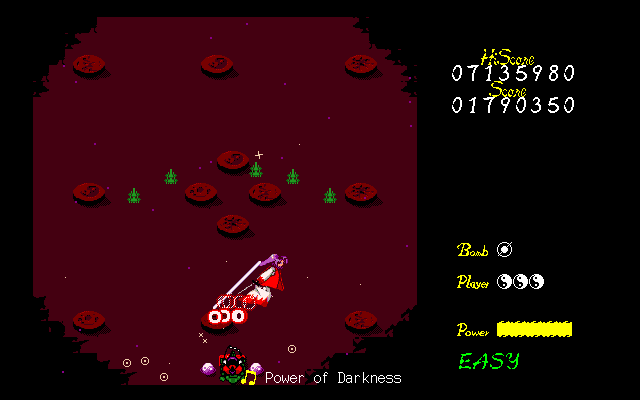 HiScore
07135980
Score
01790350
Bomb
Player
Power
EASY
Power of Darkness